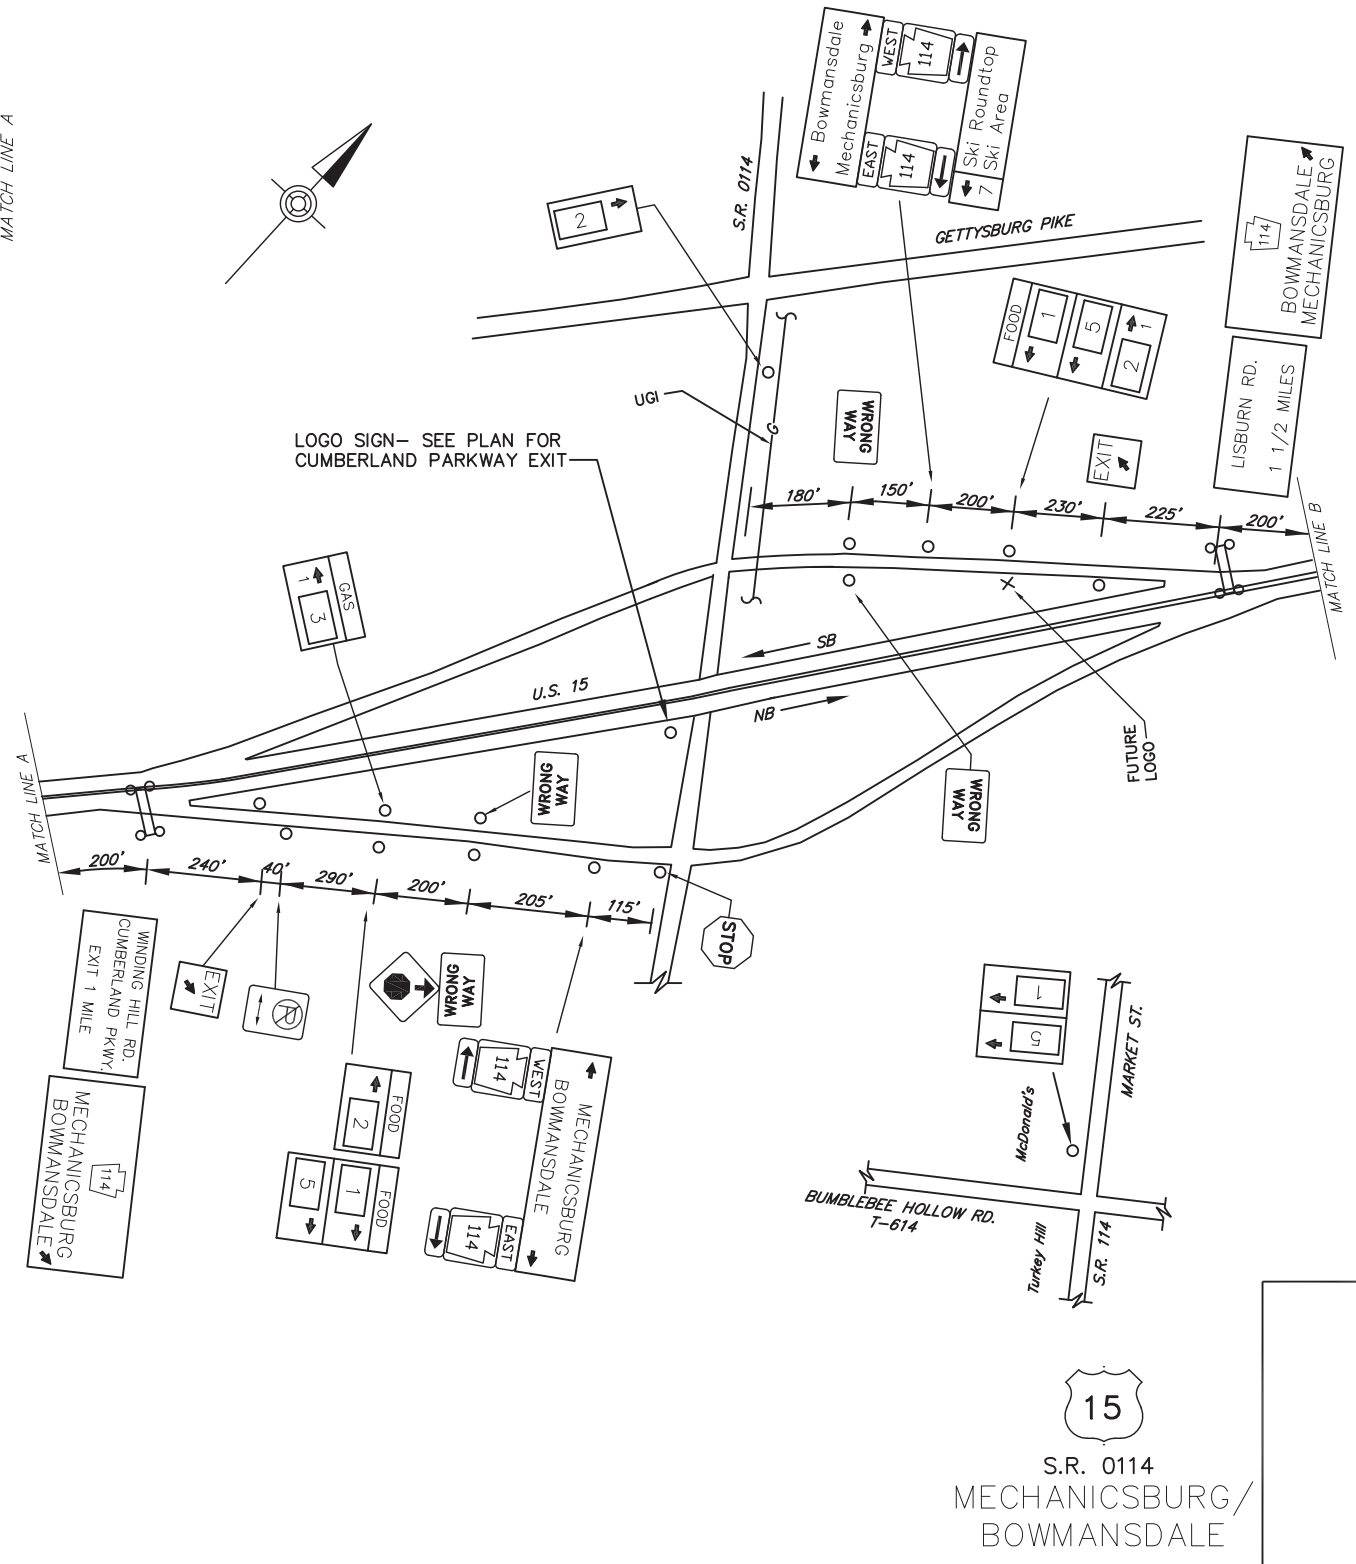 MATCH LINE A
Bowmansdale
Mechanicsburg
WEST
114
EAST
114
Ski Roundtop
7 Ski Area
S.R. 0114
2
GETTYSBURG PIKE
114
BOWMANSDALE
MECHANICSBURG
LISBURN RD.
1 1/2 MILES
FOOD
1
5
1
2
UGI
G
WRONG
WAY
EXIT
LOGO SIGN- SEE PLAN FOR
CUMBERLAND PARKWAY EXIT
180'
150'
200'
230'
225'
200'
MATCH LINE B
GAS
1
3
SB
U.S. 15
NB
FUTURE
LOGO
WRONG
WAY
WRONG
WAY
MATCH LINE A
200'
240'
40'
290'
200'
205'
115'
STOP
WINDING HILL RD.
CUMBERLAND PKWY.
EXIT 1 MILE
EXIT
P
WRONG
WAY
MECHANICSBURG
BOWMANSDALE
114
FOOD
2
FOOD
1
5
WEST
114
EAST
114
MECHANICSBURG
BOWMANSDALE
1
5
MARKET ST.
McDonald's
BUMBLEBEE HOLLOW RD.
T-614
Turkey Hill
S.R. 114
15
S.R. 0114
MECHANICSBURG/
BOWMANSDALE